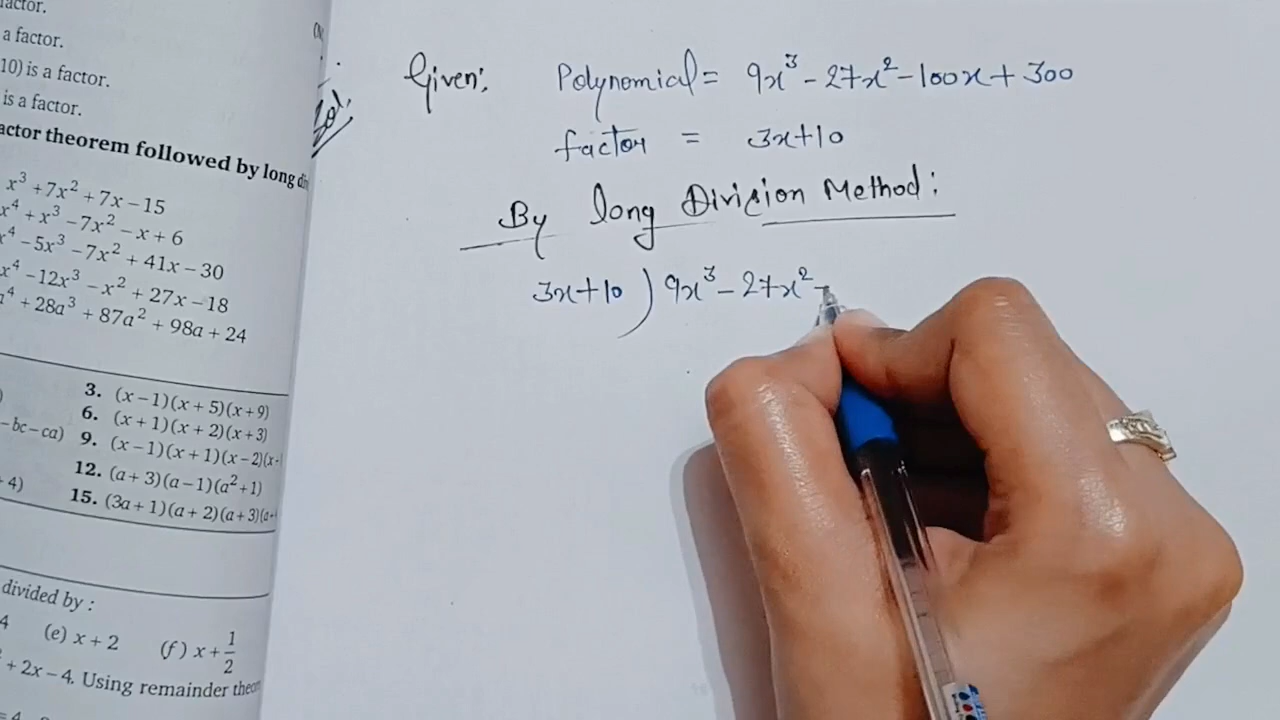 factor.
a factor.
10) is a factor.
is a factor.
actor theorem followed by long
x³ + 7x² + 7x – 15
x⁴ + x³ – 7x² – x + 6
x⁴ – 5x³ – 7x² + 41x – 30
x⁴ – 12x³ – x² + 27x – 18
a⁴ + 28a³ + 87a² + 98a + 24
3. (x – 1)(x + 5)(x + 9)
6. (x + 1)(x + 2)(x + 3)
–bc–ca) 9. (x – 1)(x + 1)(x – 2)(x
12. (a + 3)(a – 1)(a² + 1)
4) 15. (3a + 1)(a + 2)(a + 3)(a
divided by :
4 (e) x + 2 (f) x + 1/2
+ 2x – 4. Using remainder
Sol.
Given: Polynomial = 9x³ - 27x² - 100x + 300
factor = 3x+10
By long Division Method:
3x+10 ) 9x³ - 27x² -